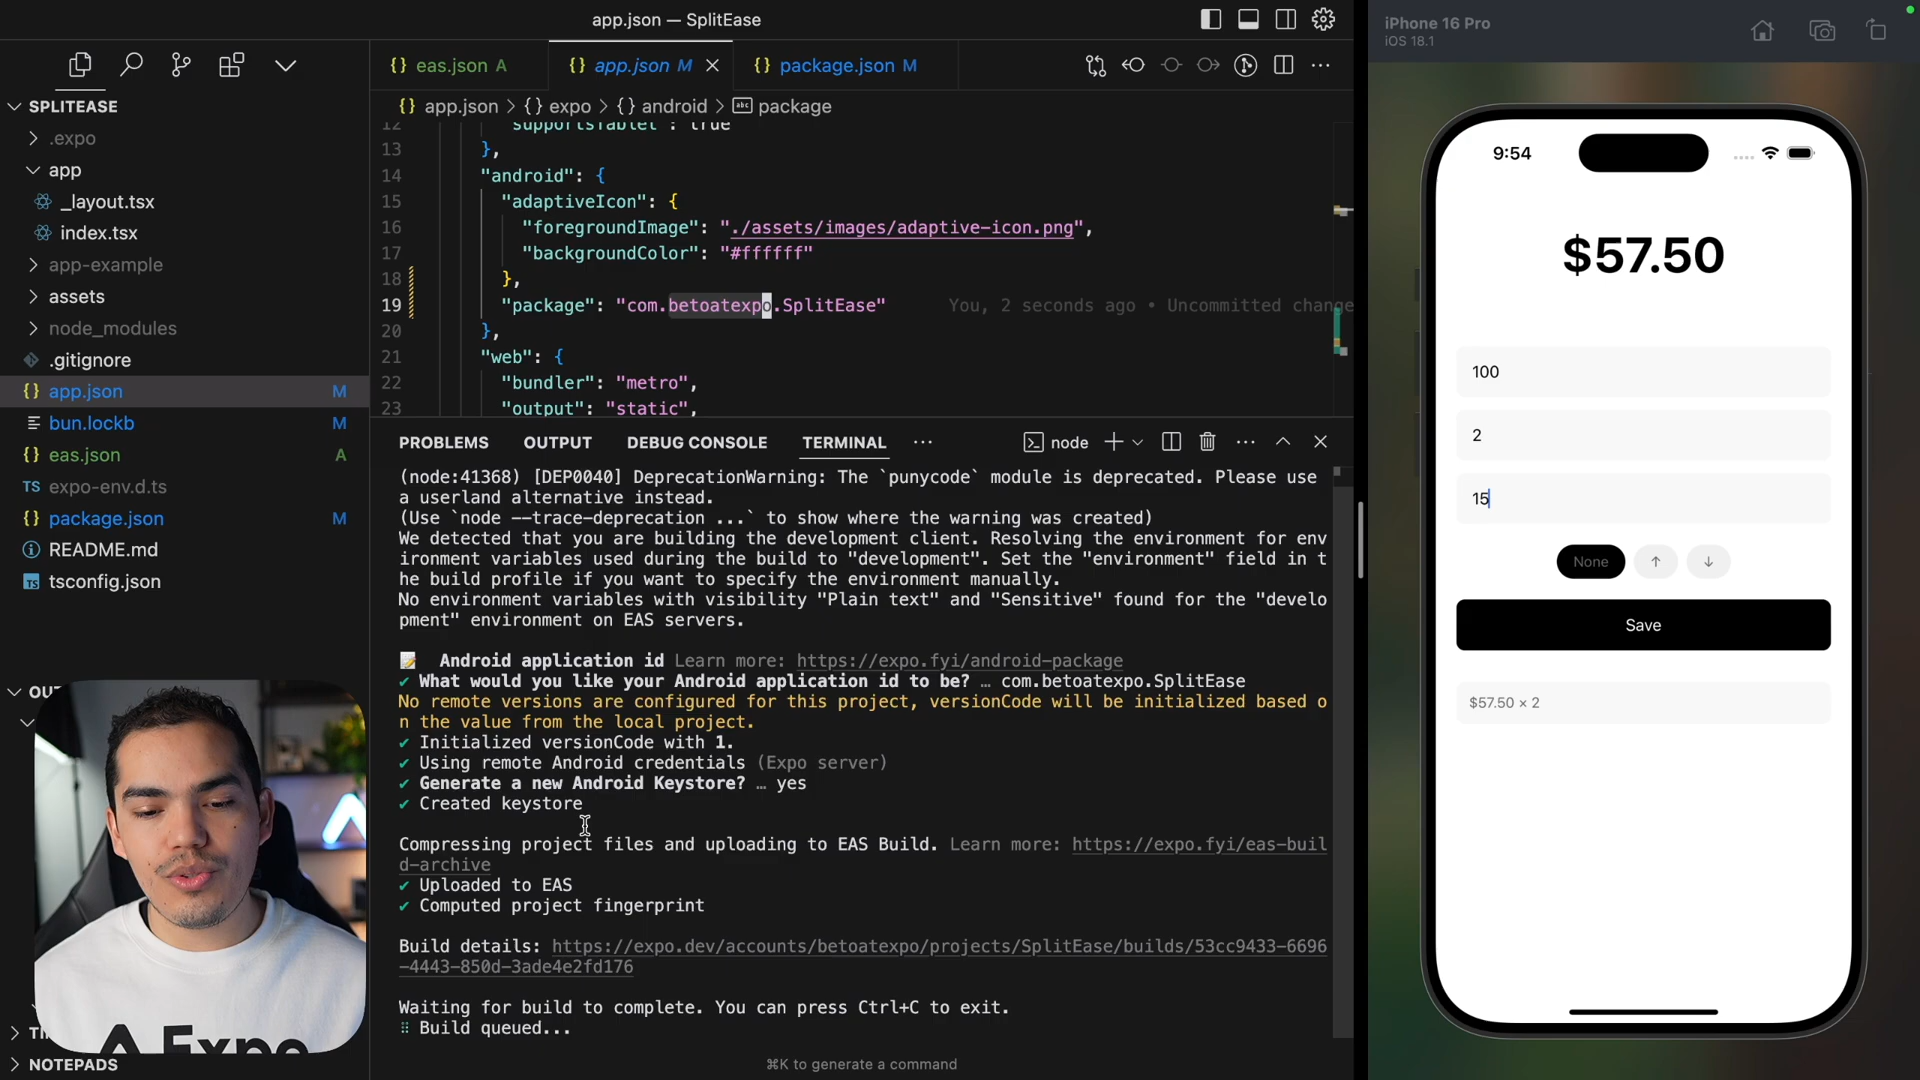 app.json — SplitEase
eas.json A
app.json M
package.json M
SPLITEASE
.expo
app
_layout.tsx
index.tsx
app-example
assets
node_modules
.gitignore
app.json M
bun.lockb M
eas.json A
TS expo-env.d.ts
package.json M
README.md
tsconfig.json
NOTEPADS
app.json > {} expo > {} android > package
12 "supportsTablet": true
13 },
14 "android": {
15 "adaptiveIcon": {
16 "foregroundImage": "./assets/images/adaptive-icon.png",
17 "backgroundColor": "#ffffff"
18 },
19 "package": "com.betoatexpo.SplitEase" You, 2 seconds ago • Uncommitted change
20 },
21 "web": {
22 "bundler": "metro",
23 "output": "static",
PROBLEMS OUTPUT DEBUG CONSOLE TERMINAL ... node
(node:41368) [DEP0040] DeprecationWarning: The `punycode` module is deprecated. Please use
a userland alternative instead.
(Use `node --trace-deprecation ...` to show where the warning was created)
We detected that you are building the development client. Resolving the environment for env
ironment variables used during the build to "development". Set the "environment" field in t
he build profile if you want to specify the environment manually.
No environment variables with visibility "Plain text" and "Sensitive" found for the "develo
pment" environment on EAS servers.
Android application id Learn more: https://expo.fyi/android-package
✔ What would you like your Android application id to be? … com.betoatexpo.SplitEase
No remote versions are configured for this project, versionCode will be initialized based o
n the value from the local project.
✔ Initialized versionCode with 1.
✔ Using remote Android credentials (Expo server)
✔ Generate a new Android Keystore? … yes
✔ Created keystore
Compressing project files and uploading to EAS Build. Learn more: https://expo.fyi/eas-buil
d-archive
✔ Uploaded to EAS
✔ Computed project fingerprint
Build details: https://expo.dev/accounts/betoatexpo/projects/SplitEase/builds/53cc9433-6696
-4443-850d-3ade4e2fd176
Waiting for build to complete. You can press Ctrl+C to exit.
Build queued...
⌘K to generate a command
iPhone 16 Pro
iOS 18.1
9:54
$57.50
100
2
15
None ↑ ↓
Save
$57.50 × 2
Expo